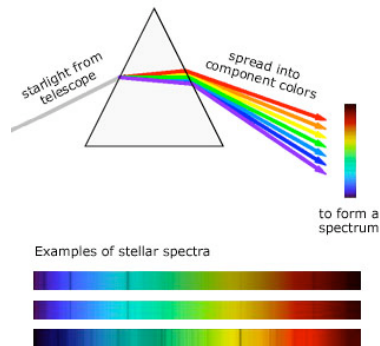 starlight from
telescope
spread into
component colors
to form a
spectrum
Examples of stellar spectra